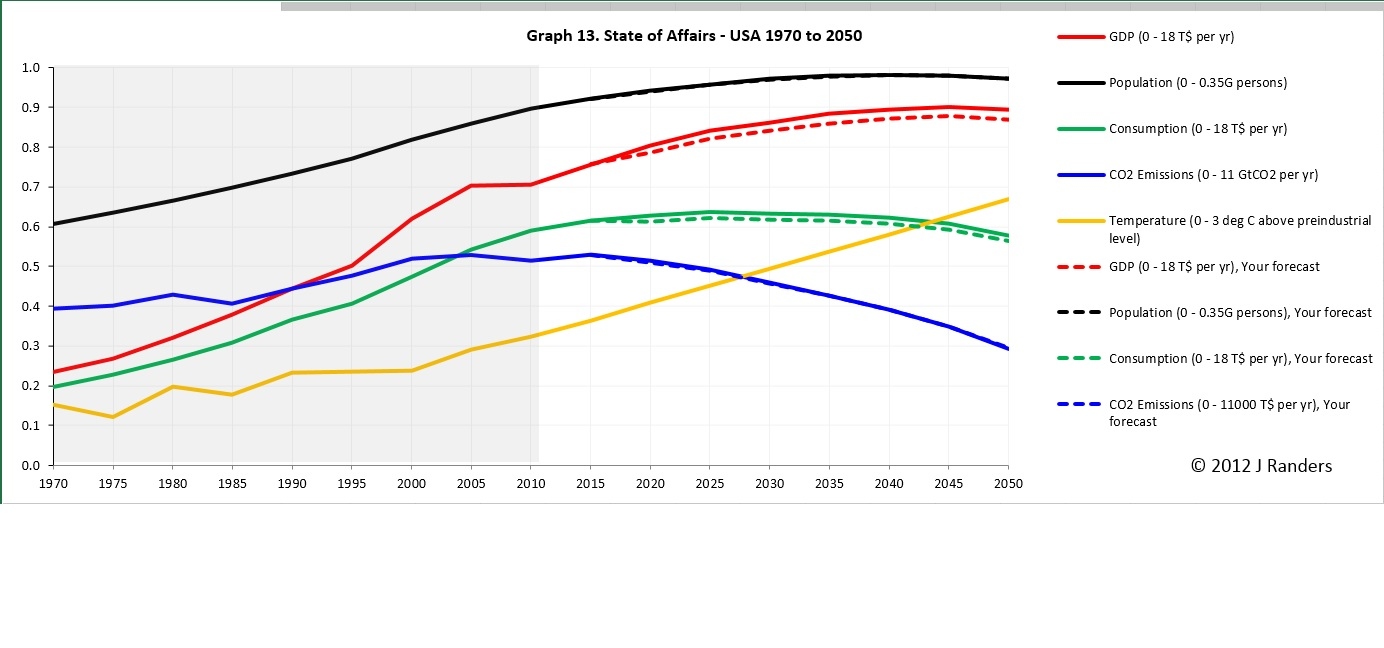 Graph 13. State of Affairs - USA 1970 to 2050
1.0
0.9
0.8
0.7
0.6
0.5
0.4
0.3
0.2
0.1
0.0
1970 1975 1980 1985 1990 1995 2000 2005 2010 2015 2020 2025 2030 2035 2040 2045 2050
GDP (0 - 18 T$ per yr)
Population (0 - 0.35G persons)
Consumption (0 - 18 T$ per yr)
CO2 Emissions (0 - 11 GtCO2 per yr)
Temperature (0 - 3 deg C above preindustrial
level)
GDP (0 - 18 T$ per yr), Your forecast
Population (0 - 0.35G persons), Your forecast
Consumption (0 - 18 T$ per yr), Your forecast
CO2 Emissions (0 - 11000 T$ per yr), Your
forecast
© 2012 J Randers